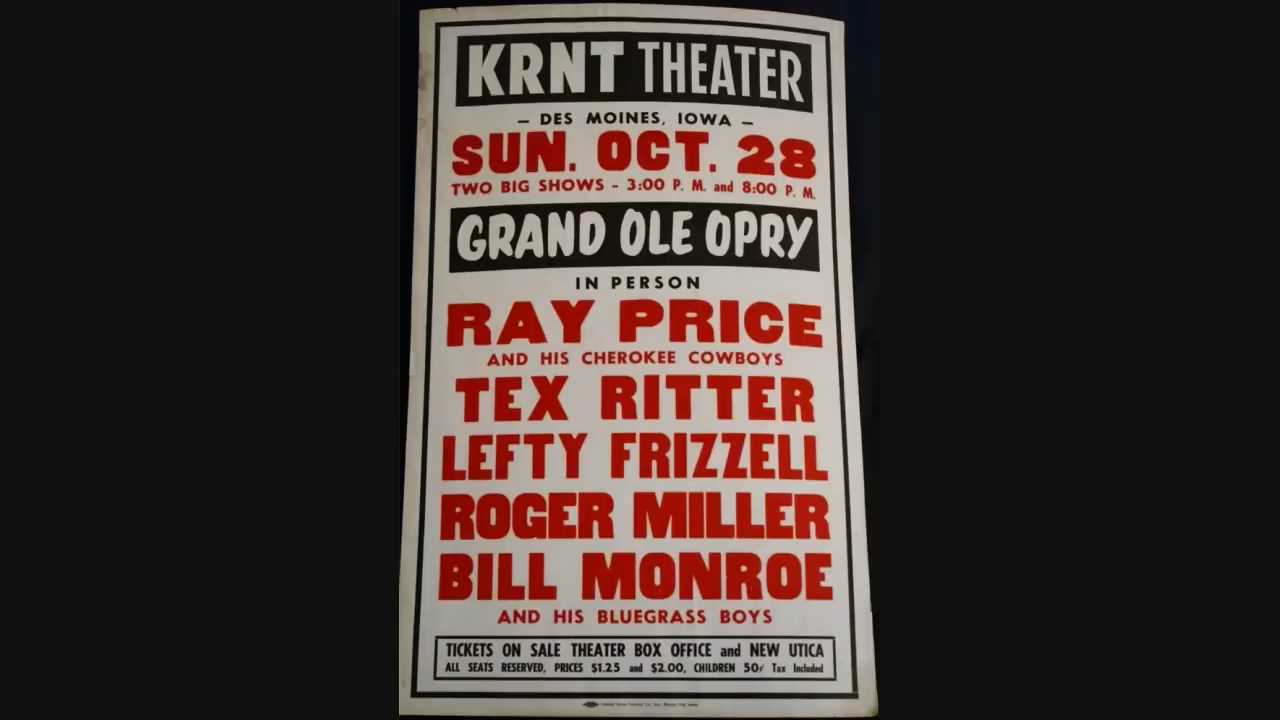 KRNT THEATER
– DES MOINES, IOWA –
SUN. OCT. 28
TWO BIG SHOWS - 3:00 P. M. and 8:00 P. M.
GRAND OLE OPRY
IN PERSON
RAY PRICE
AND HIS CHEROKEE COWBOYS
TEX RITTER
LEFTY FRIZZELL
ROGER MILLER
BILL MONROE
AND HIS BLUEGRASS BOYS
TICKETS ON SALE THEATER BOX OFFICE and NEW UTICA
ALL SEATS RESERVED, PRICES $1.25 and $2.00, CHILDREN 50¢ Tax Included